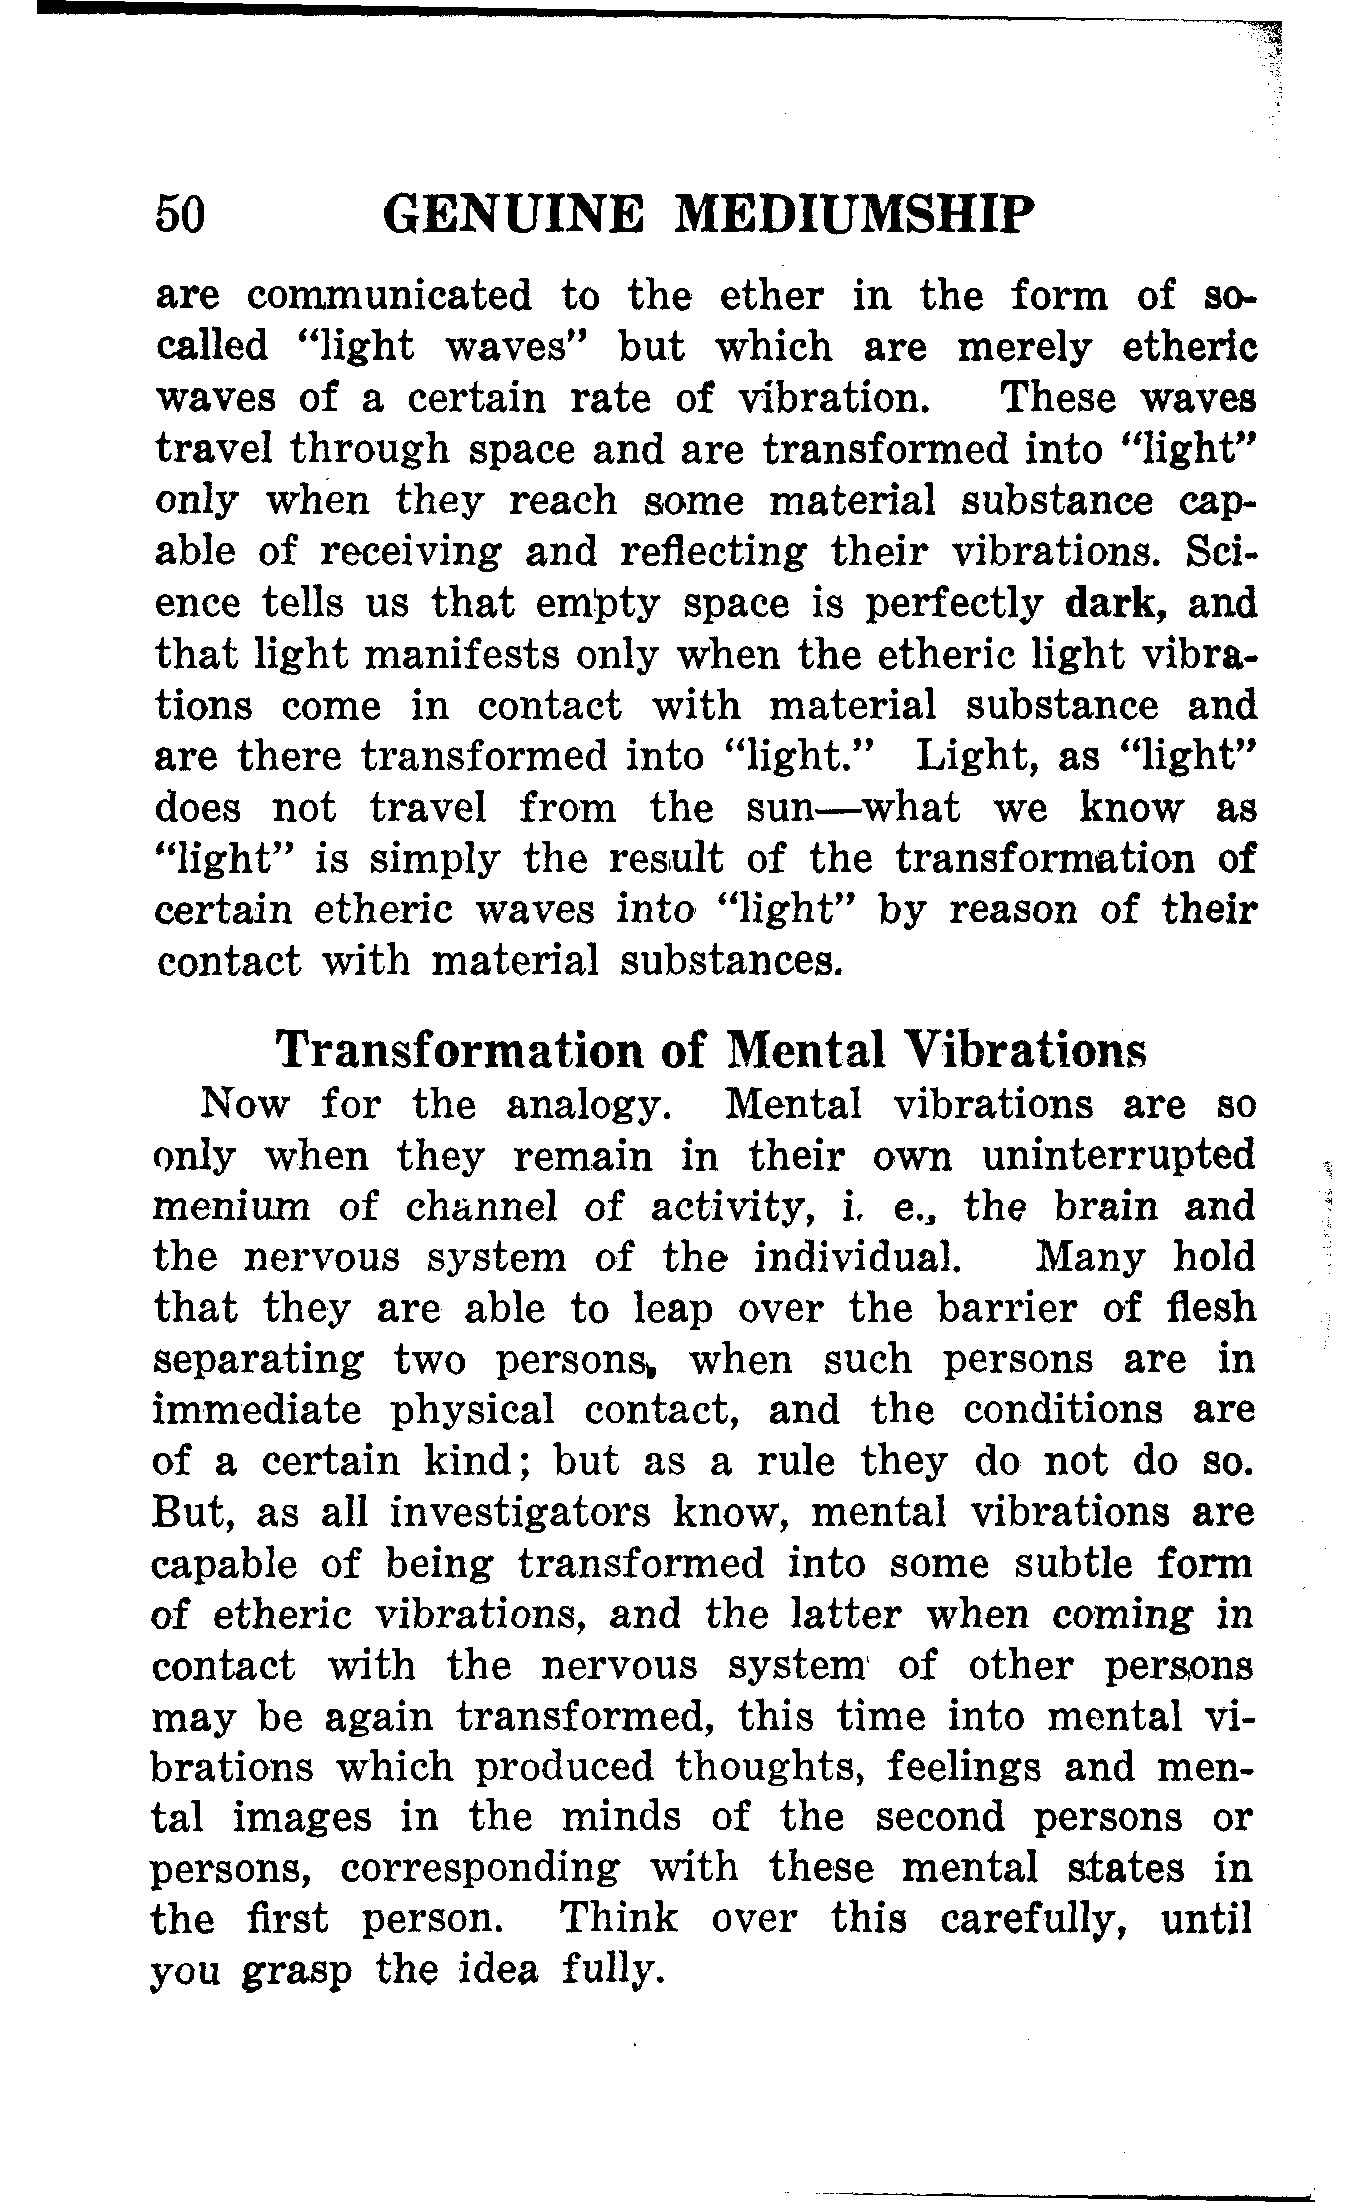 50 GENUINE MEDIUMSHIP
are communicated to the ether in the form of so-
called "light waves" but which are merely etheric
waves of a certain rate of vibration. These waves
travel through space and are transformed into "light"
only when they reach some material substance cap-
able of receiving and reflecting their vibrations. Sci-
ence tells us that empty space is perfectly dark, and
that light manifests only when the etheric light vibra-
tions come in contact with material substance and
are there transformed into "light." Light, as "light"
does not travel from the sun—what we know as
"light" is simply the result of the transformation of
certain etheric waves into "light" by reason of their
contact with material substances.
Transformation of Mental Vibrations
Now for the analogy. Mental vibrations are so
only when they remain in their own uninterrupted
menium of channel of activity, i. e., the brain and
the nervous system of the individual. Many hold
that they are able to leap over the barrier of flesh
separating two persons, when such persons are in
immediate physical contact, and the conditions are
of a certain kind; but as a rule they do not do so.
But, as all investigators know, mental vibrations are
capable of being transformed into some subtle form
of etheric vibrations, and the latter when coming in
contact with the nervous system of other persons
may be again transformed, this time into mental vi-
brations which produced thoughts, feelings and men-
tal images in the minds of the second persons or
persons, corresponding with these mental states in
the first person. Think over this carefully, until
you grasp the idea fully.